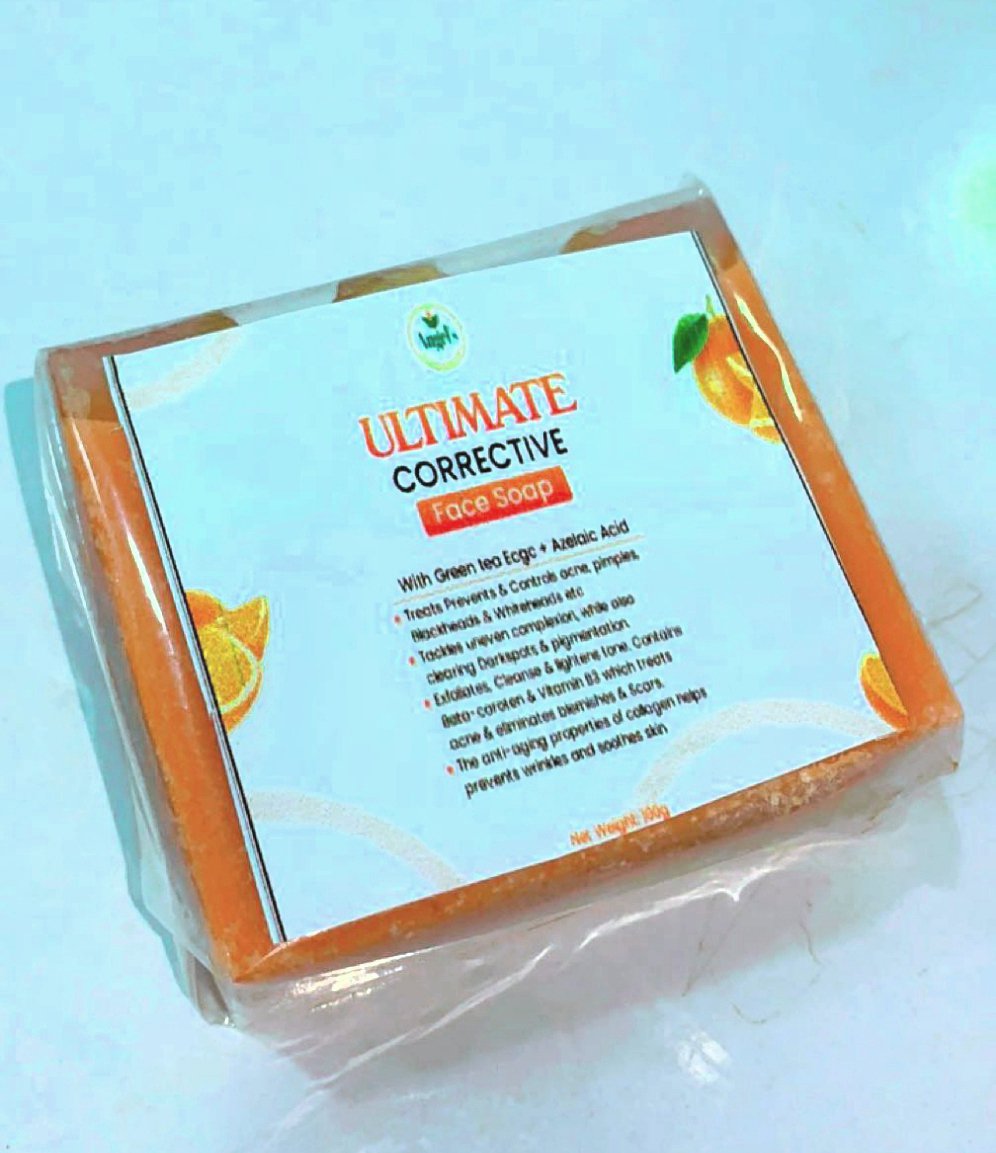 Angel's
ULTIMATE
CORRECTIVE
Face Soap
With Green tea Ecgc + Azelaic Acid
• Treats Prevents & Controls acne, pimples,
Blackheads & Whiteheads etc
• Tackles uneven complexion, while also
clearing Darkspots & pigmentation.
• Exfoliates, Cleanse & lightens tone. Contains
Beta-Caroten & Vitamin B3 which treats
acne & eliminates blemishes & Scars.
• The anti-aging properties of collagen helps
prevents wrinkles and soothes skin
Net Weight: 100g